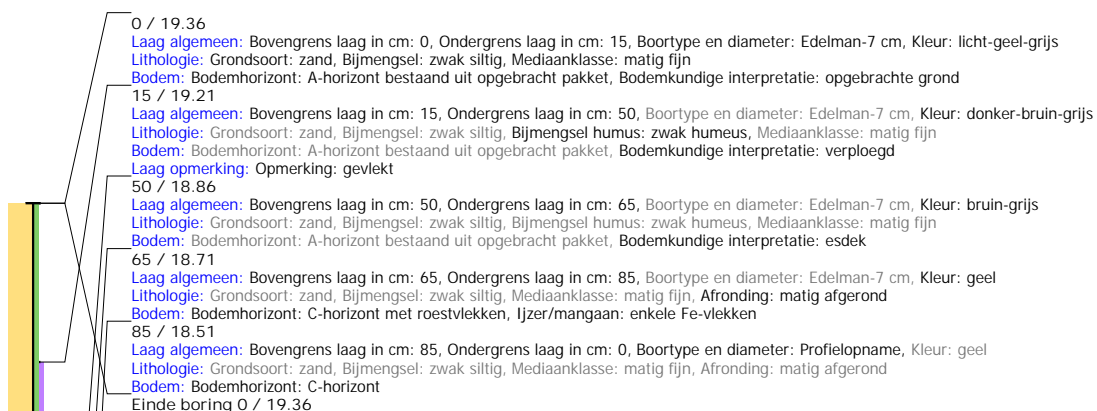 0 / 19.36
Laag algemeen: Bovengrens laag in cm: 0, Ondergrens laag in cm: 15, Boortype en diameter: Edelman-7 cm, Kleur: licht-geel-grijs
Lithologie: Grondsoort: zand, Bijmengsel: zwak siltig, Mediaanklasse: matig fijn
Bodem: Bodemhorizont: A-horizont bestaand uit opgebracht pakket, Bodemkundige interpretatie: opgebrachte grond
15 / 19.21
Laag algemeen: Bovengrens laag in cm: 15, Ondergrens laag in cm: 50, Boortype en diameter: Edelman-7 cm, Kleur: donker-bruin-grijs
Lithologie: Grondsoort: zand, Bijmengsel: zwak siltig, Bijmengsel humus: zwak humeus, Mediaanklasse: matig fijn
Bodem: Bodemhorizont: A-horizont bestaand uit opgebracht pakket, Bodemkundige interpretatie: verploegd
Laag opmerking: Opmerking: gevlekt
50 / 18.86
Laag algemeen: Bovengrens laag in cm: 50, Ondergrens laag in cm: 65, Boortype en diameter: Edelman-7 cm, Kleur: bruin-grijs
Lithologie: Grondsoort: zand, Bijmengsel: zwak siltig, Bijmengsel humus: zwak humeus, Mediaanklasse: matig fijn
Bodem: Bodemhorizont: A-horizont bestaand uit opgebracht pakket, Bodemkundige interpretatie: esdek
65 / 18.71
Laag algemeen: Bovengrens laag in cm: 65, Ondergrens laag in cm: 85, Boortype en diameter: Edelman-7 cm, Kleur: geel
Lithologie: Grondsoort: zand, Bijmengsel: zwak siltig, Mediaanklasse: matig fijn, Afronding: matig afgerond
Bodem: Bodemhorizont: C-horizont met roestvlekken, Ijzer/mangaan: enkele Fe-vlekken
85 / 18.51
Laag algemeen: Bovengrens laag in cm: 85, Ondergrens laag in cm: 0, Boortype en diameter: Profielopname, Kleur: geel
Lithologie: Grondsoort: zand, Bijmengsel: zwak siltig, Mediaanklasse: matig fijn, Afronding: matig afgerond
Bodem: Bodemhorizont: C-horizont
Einde boring 0 / 19.36